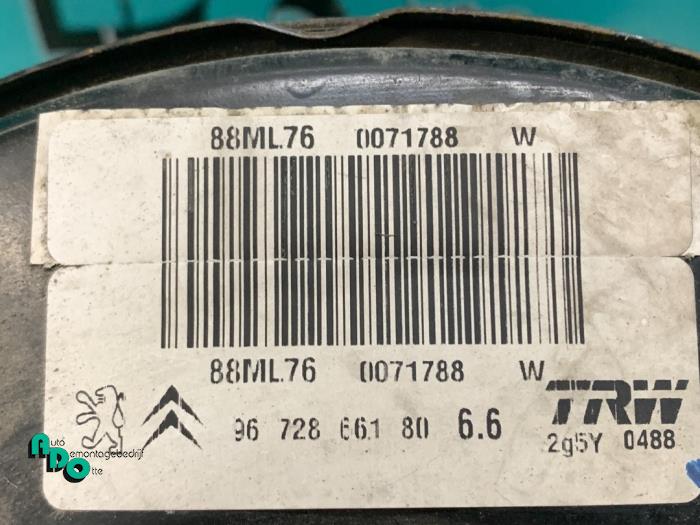 88ML76 0071788 W
88ML76 0071788 W
TRW
96 728 661 80 6.6
2g5Y 0488
Auto
Demontagebedrijf
Otte